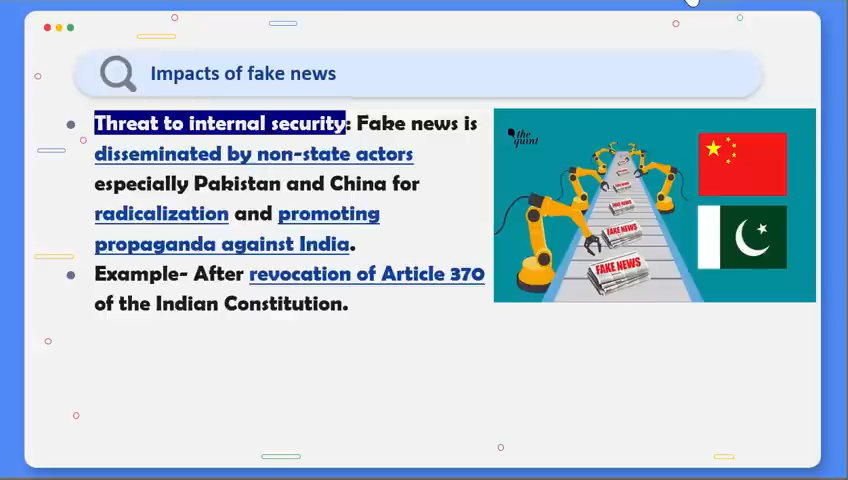 Impacts of fake news
Threat to internal security: Fake news is
disseminated by non-state actors
especially Pakistan and China for
radicalization and promoting
propaganda against India.
Example- After revocation of Article 370
of the Indian Constitution.
the
quint
FAKE NEWS
FAKE NEWS
FAKE NEWS
FAKE NEWS